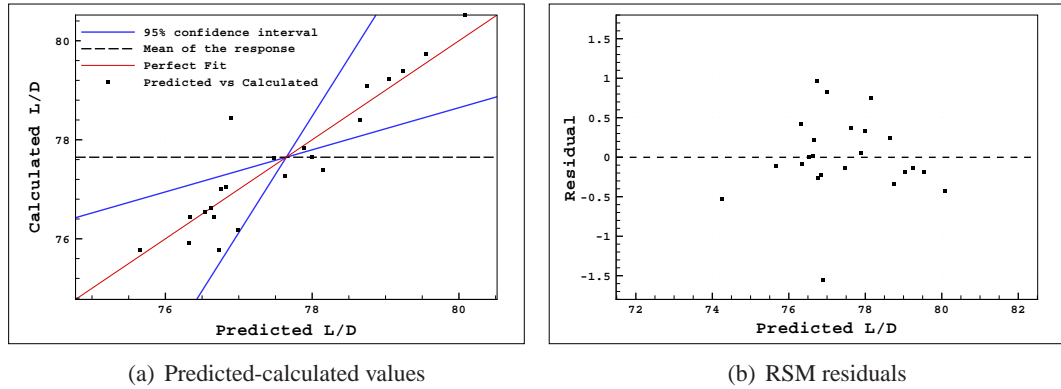 95% confidence interval
Mean of the response
Perfect Fit
Predicted vs Calculated
Calculated L/D
80
78
76
76
78
80
Predicted L/D
(a) Predicted-calculated values
Residual
1.5
1
0.5
0
-0.5
-1
-1.5
72
74
76
78
80
82
Predicted L/D
(b) RSM residuals